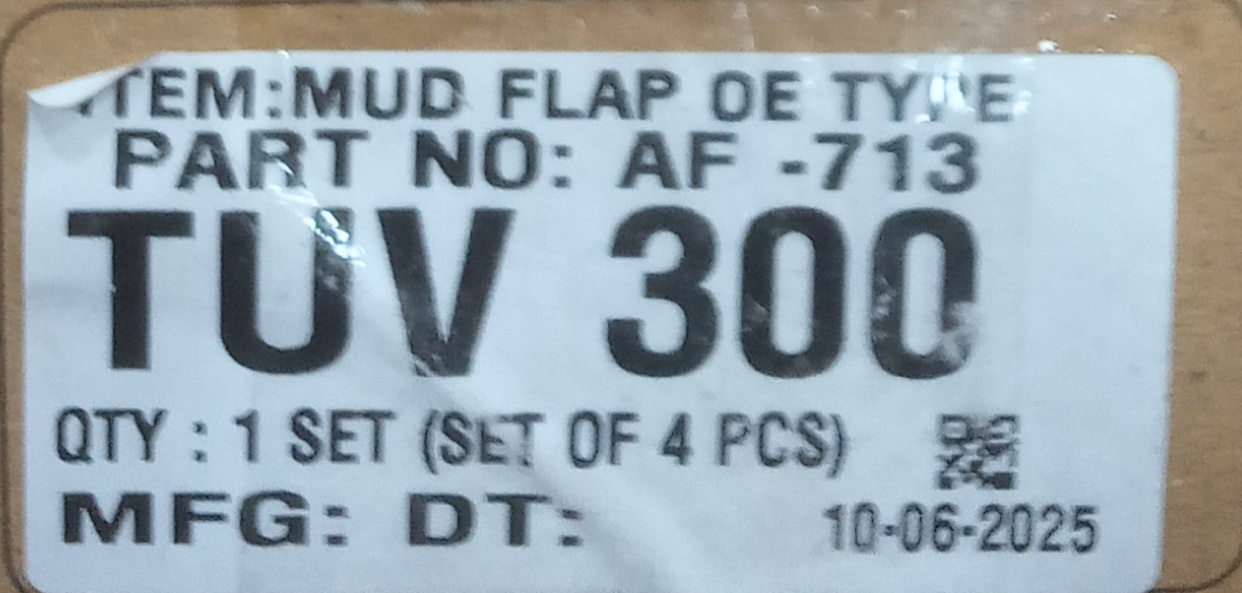 ITEM:MUD FLAP OE TYPE
PART NO: AF -713
TUV 300
QTY : 1 SET (SET OF 4 PCS)
MFG: DT: 10-06-2025